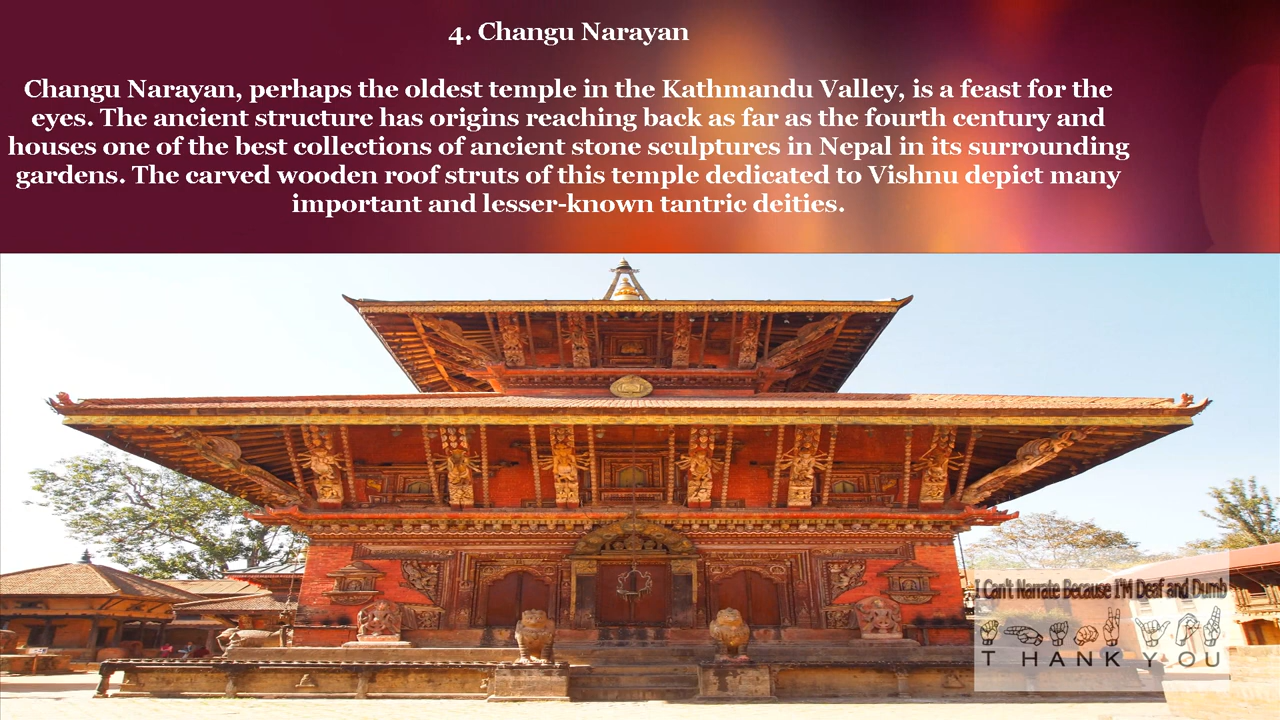 4. Changu Narayan
Changu Narayan, perhaps the oldest temple in the Kathmandu Valley, is a feast for the
eyes. The ancient structure has origins reaching back as far as the fourth century and
houses one of the best collections of ancient stone sculptures in Nepal in its surrounding
gardens. The carved wooden roof struts of this temple dedicated to Vishnu depict many
important and lesser-known tantric deities.
I Can't Narrate Because I'M Deaf and Dumb
T H A N K Y O U